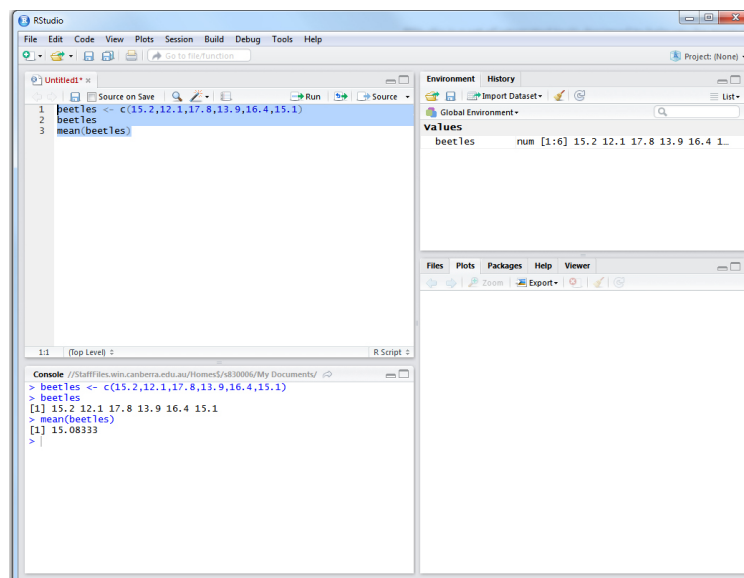 RStudio
File Edit Code View Plots Session Build Debug Tools Help
Go to file/function
Project: (None)
Untitled1*
Source on Save
Run
Source
1 beetles <- c(15.2,12.1,17.8,13.9,16.4,15.1)
2 beetles
3 mean(beetles)
1:1 (Top Level)
R Script
Console //StaffFiles.win.canberra.edu.au/Homes$/s830006/My Documents/
> beetles <- c(15.2,12.1,17.8,13.9,16.4,15.1)
> beetles
[1] 15.2 12.1 17.8 13.9 16.4 15.1
> mean(beetles)
[1] 15.08333
>
Environment History
Import Dataset
List
Global Environment
Values
beetles num [1:6] 15.2 12.1 17.8 13.9 16.4 1…
Files Plots Packages Help Viewer
Zoom Export